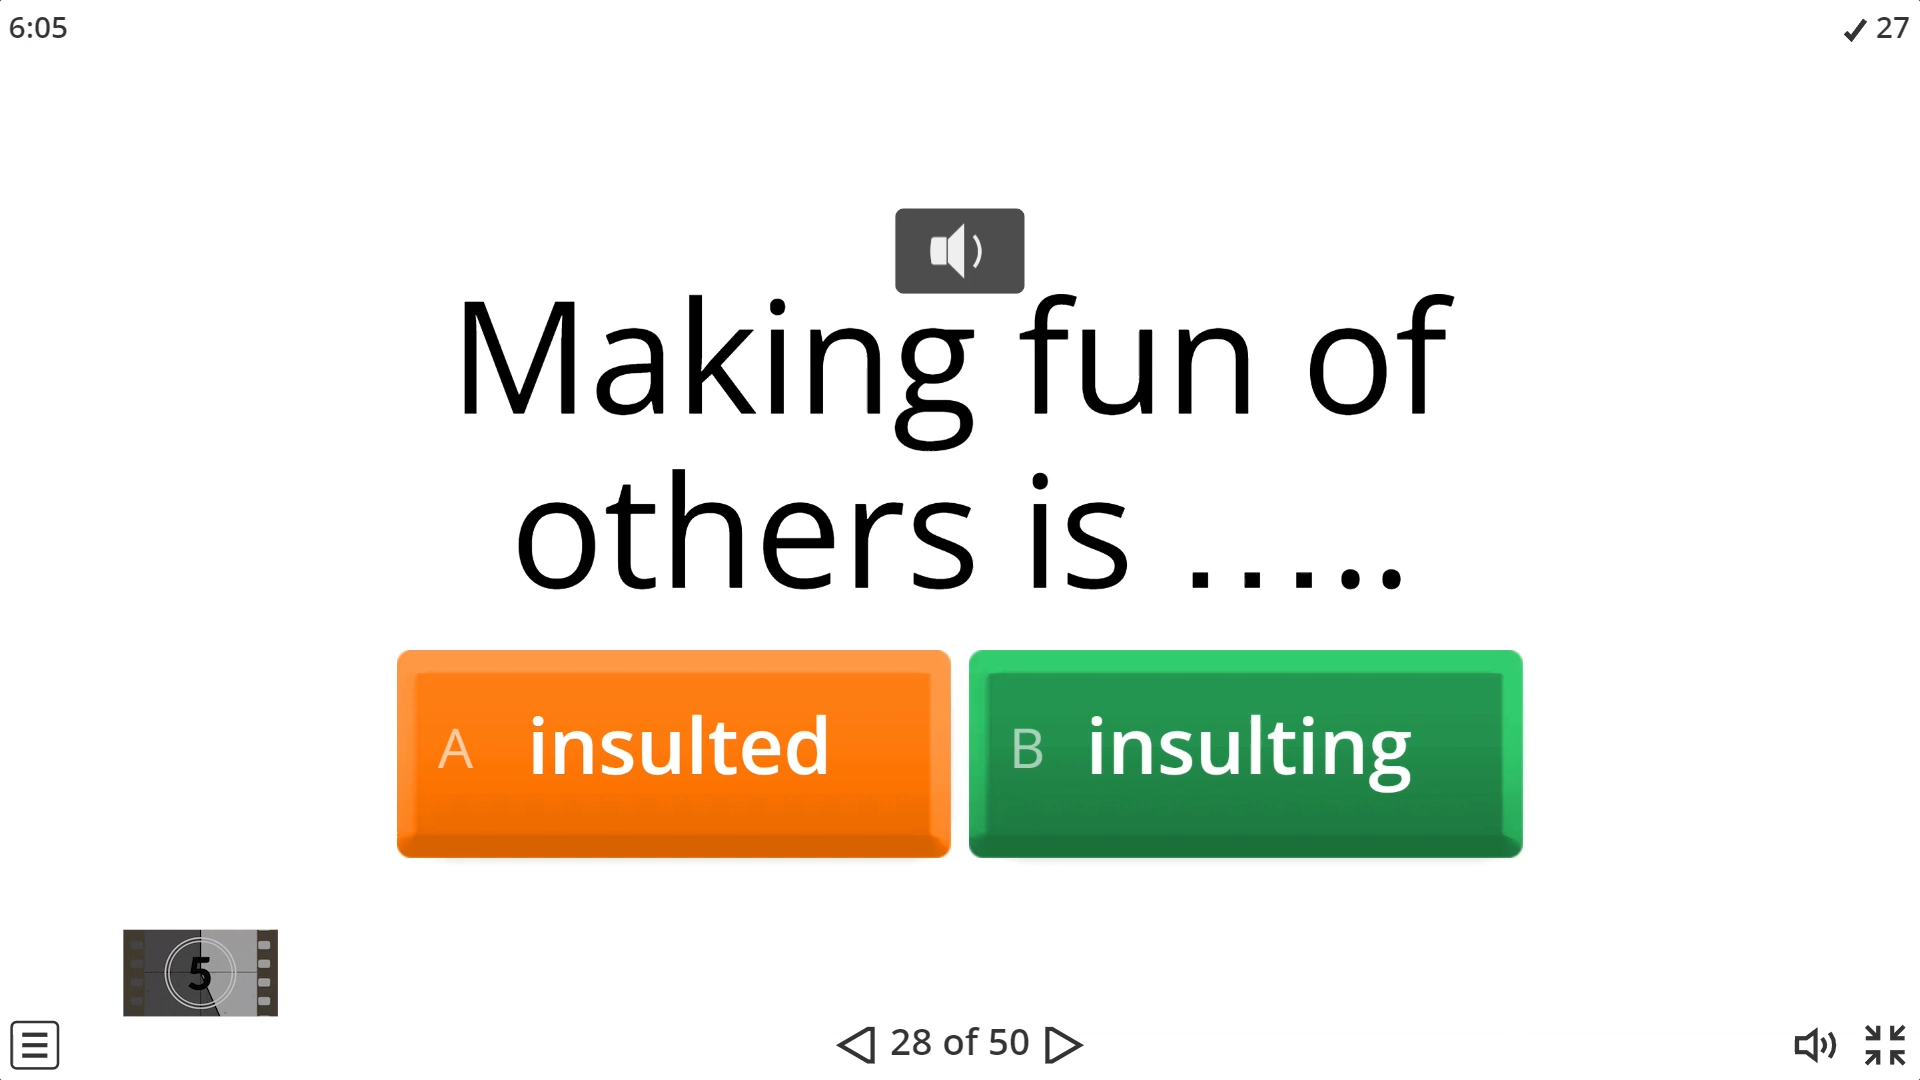 6:05
✓ 27
Making fun of
others is …..
A insulted
B insulting
5
28 of 50